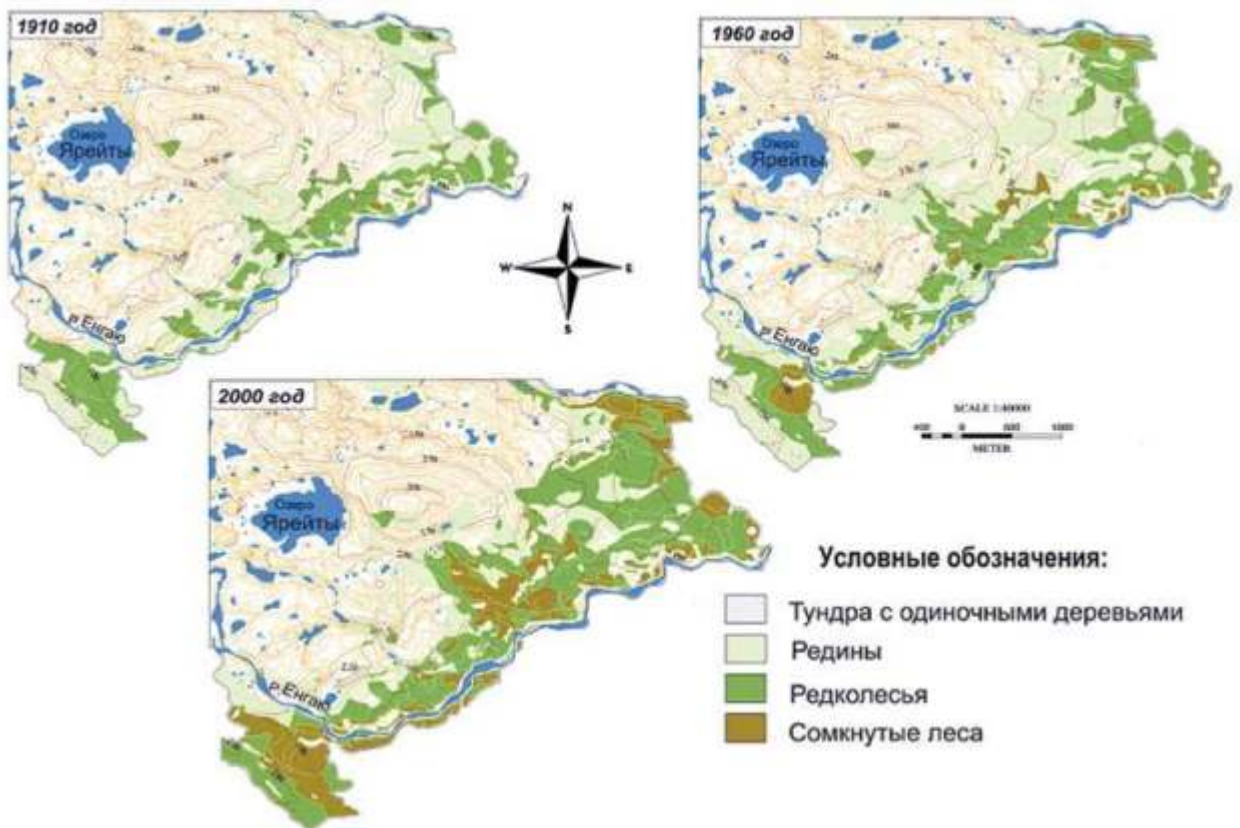 1910 год
Озеро
Ярейты
р.Енгаю
N
W E
S
1960 год
Озеро
Ярейты
р.Енгаю
SCALE 1:40000
METER
2000 год
Озеро
Ярейты
р.Енгаю
Условные обозначения:
Тундра с одиночными деревьями
Редины
Редколесья
Сомкнутые леса